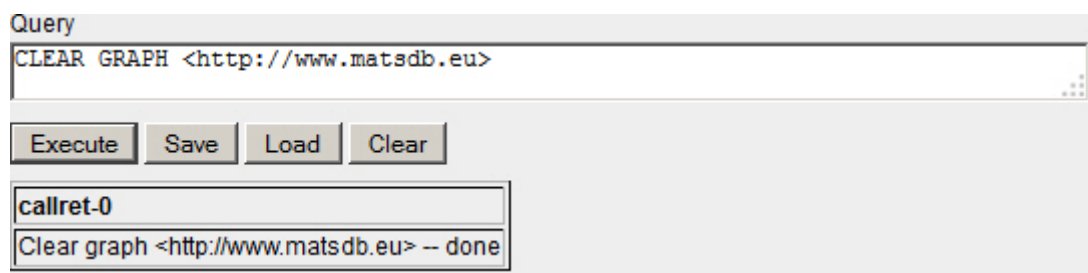 Query
CLEAR GRAPH <http://www.matsdb.eu>
Execute Save Load Clear
callret-0
Clear graph <http://www.matsdb.eu> -- done